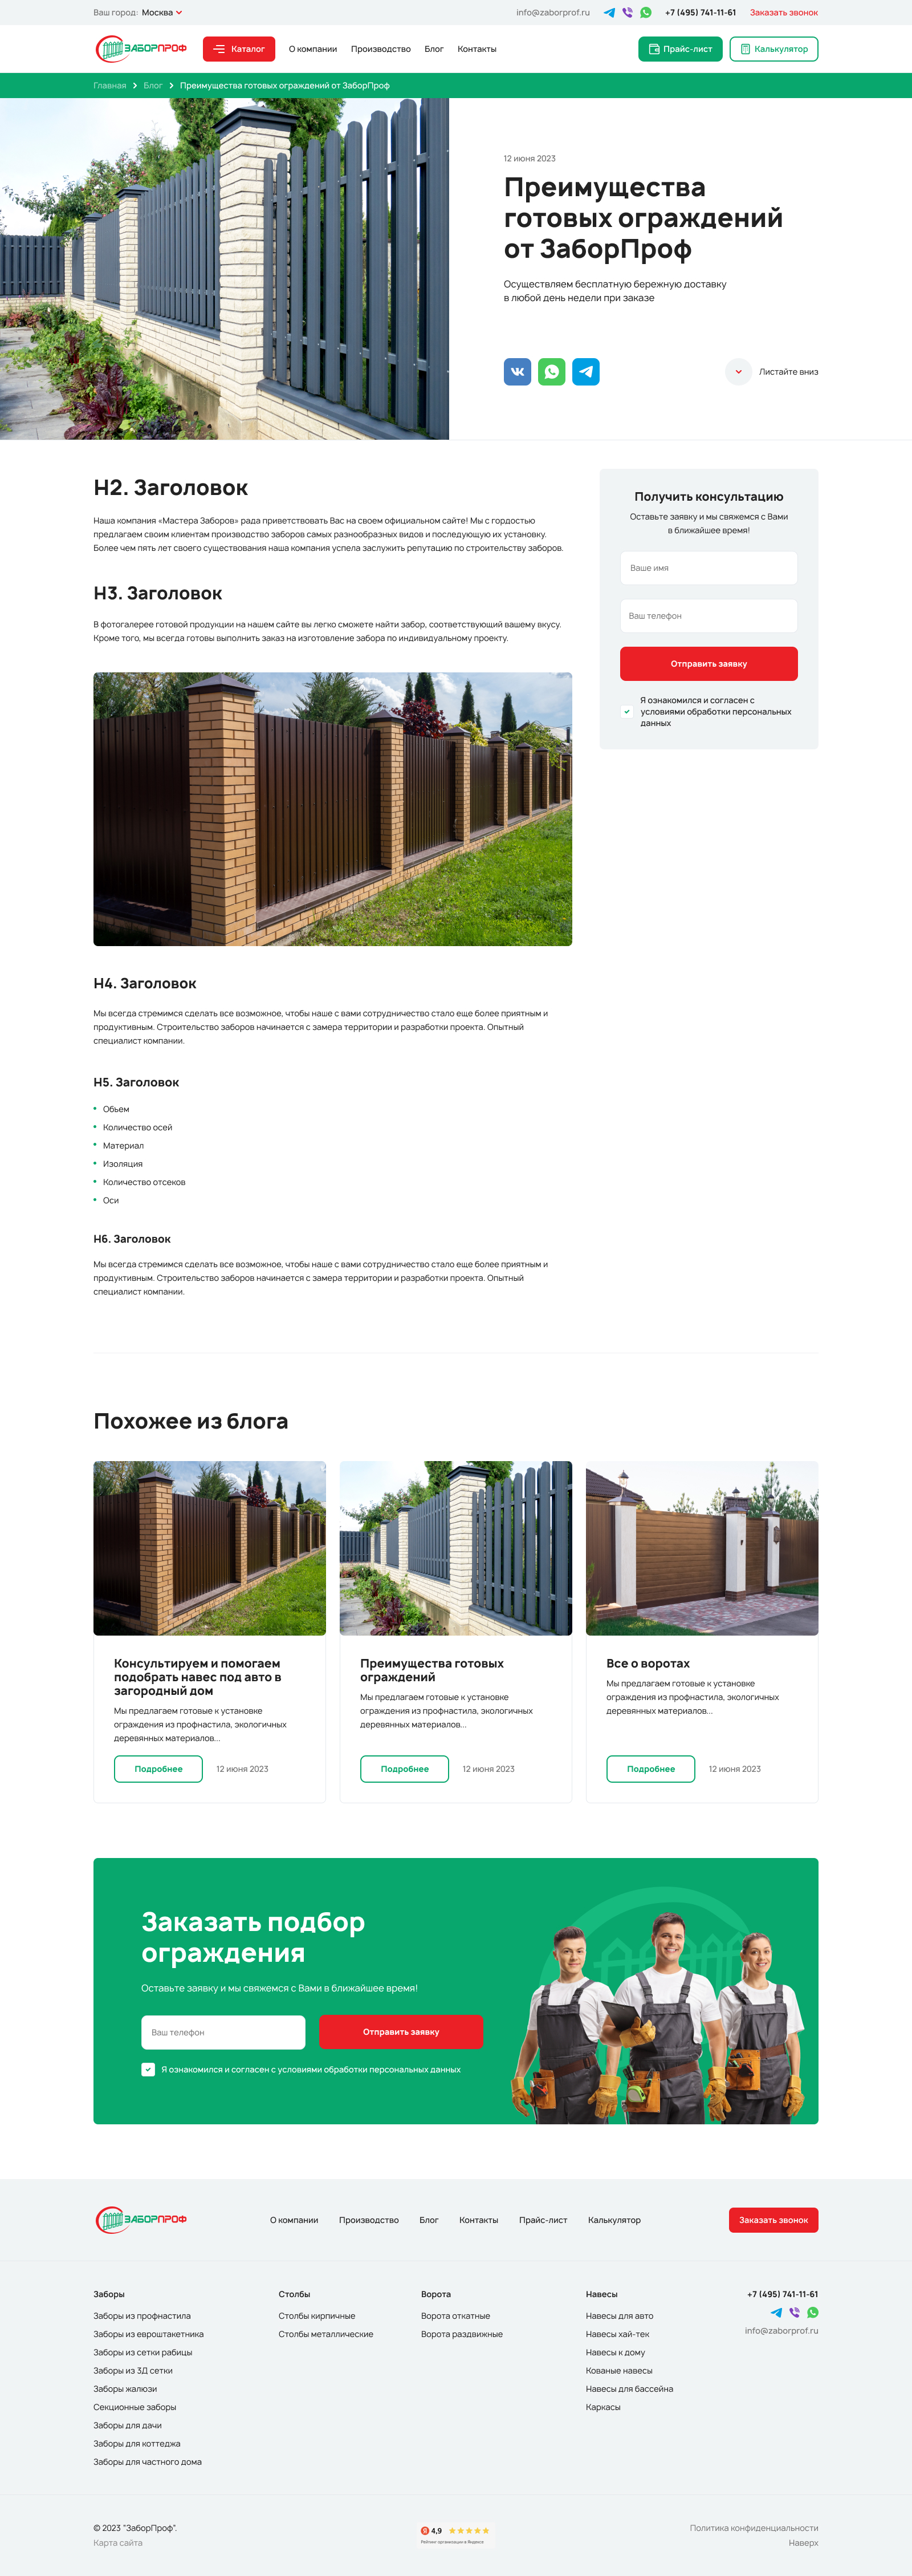 Ваш город: Москва
info@zaborprof.ru
+7 (495) 741-11-61
Заказать звонок
ЗАБОРПРОФ
Каталог
О компании
Производство
Блог
Контакты
Прайс-лист
Калькулятор
Главная > Блог > Преимущества готовых ограждений от ЗаборПроф
12 июня 2023
Преимущества
готовых ограждений
от ЗаборПроф
Осуществляем бесплатную бережную доставку
в любой день недели при заказе
Листайте вниз
H2. Заголовок
Наша компания «Мастера Заборов» рада приветствовать Вас на своем официальном сайте! Мы с гордостью
предлагаем своим клиентам производство заборов самых разнообразных видов и последующую их установку.
Более чем пять лет своего существования наша компания успела заслужить репутацию по строительству заборов.
H3. Заголовок
В фотогалерее готовой продукции на нашем сайте вы легко сможете найти забор, соответствующий вашему вкусу.
Кроме того, мы всегда готовы выполнить заказ на изготовление забора по индивидуальному проекту.
H4. Заголовок
Мы всегда стремимся сделать все возможное, чтобы наше с вами сотрудничество стало еще более приятным и
продуктивным. Строительство заборов начинается с замера территории и разработки проекта. Опытный
специалист компании.
H5. Заголовок
Объем
Количество осей
Материал
Изоляция
Количество отсеков
Оси
H6. Заголовок
Мы всегда стремимся сделать все возможное, чтобы наше с вами сотрудничество стало еще более приятным и
продуктивным. Строительство заборов начинается с замера территории и разработки проекта. Опытный
специалист компании.
Получить консультацию
Оставьте заявку и мы свяжемся с Вами
в ближайшее время!
Ваше имя
Ваш телефон
Отправить заявку
Я ознакомился и согласен с
условиями обработки персональных
данных
Похожее из блога
Консультируем и помогаем
подобрать навес под авто в
загородный дом
Мы предлагаем готовые к установке
ограждения из профнастила, экологичных
деревянных материалов...
Подробнее
12 июня 2023
Преимущества готовых
ограждений
Мы предлагаем готовые к установке
ограждения из профнастила, экологичных
деревянных материалов...
Подробнее
12 июня 2023
Все о воротах
Мы предлагаем готовые к установке
ограждения из профнастила, экологичных
деревянных материалов...
Подробнее
12 июня 2023
Заказать подбор
ограждения
Оставьте заявку и мы свяжемся с Вами в ближайшее время!
Ваш телефон
Отправить заявку
Я ознакомился и согласен с условиями обработки персональных данных
ЗАБОРПРОФ
О компании
Производство
Блог
Контакты
Прайс-лист
Калькулятор
Заказать звонок
Заборы
Заборы из профнастила
Заборы из евроштакетника
Заборы из сетки рабицы
Заборы из 3Д сетки
Заборы жалюзи
Секционные заборы
Заборы для дачи
Заборы для коттеджа
Заборы для частного дома
Столбы
Столбы кирпичные
Столбы металлические
Ворота
Ворота откатные
Ворота раздвижные
Навесы
Навесы для авто
Навесы хай-тек
Навесы к дому
Кованые навесы
Навесы для бассейна
Каркасы
+7 (495) 741-11-61
info@zaborprof.ru
© 2023 "ЗаборПроф".
Карта сайта
Я 4,9
Рейтинг организации в Яндексе
Политика конфиденциальности
Наверх